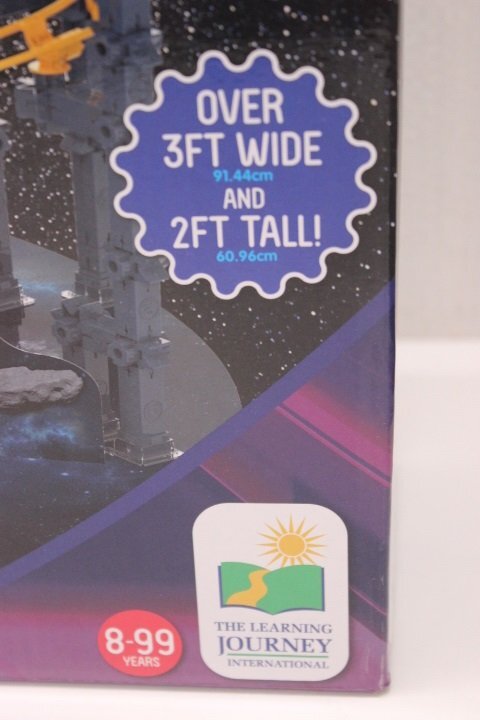 OVER
3FT WIDE
91.44cm
AND
2FT TALL!
60.96cm
8-99
YEARS
THE LEARNING
JOURNEY
INTERNATIONAL